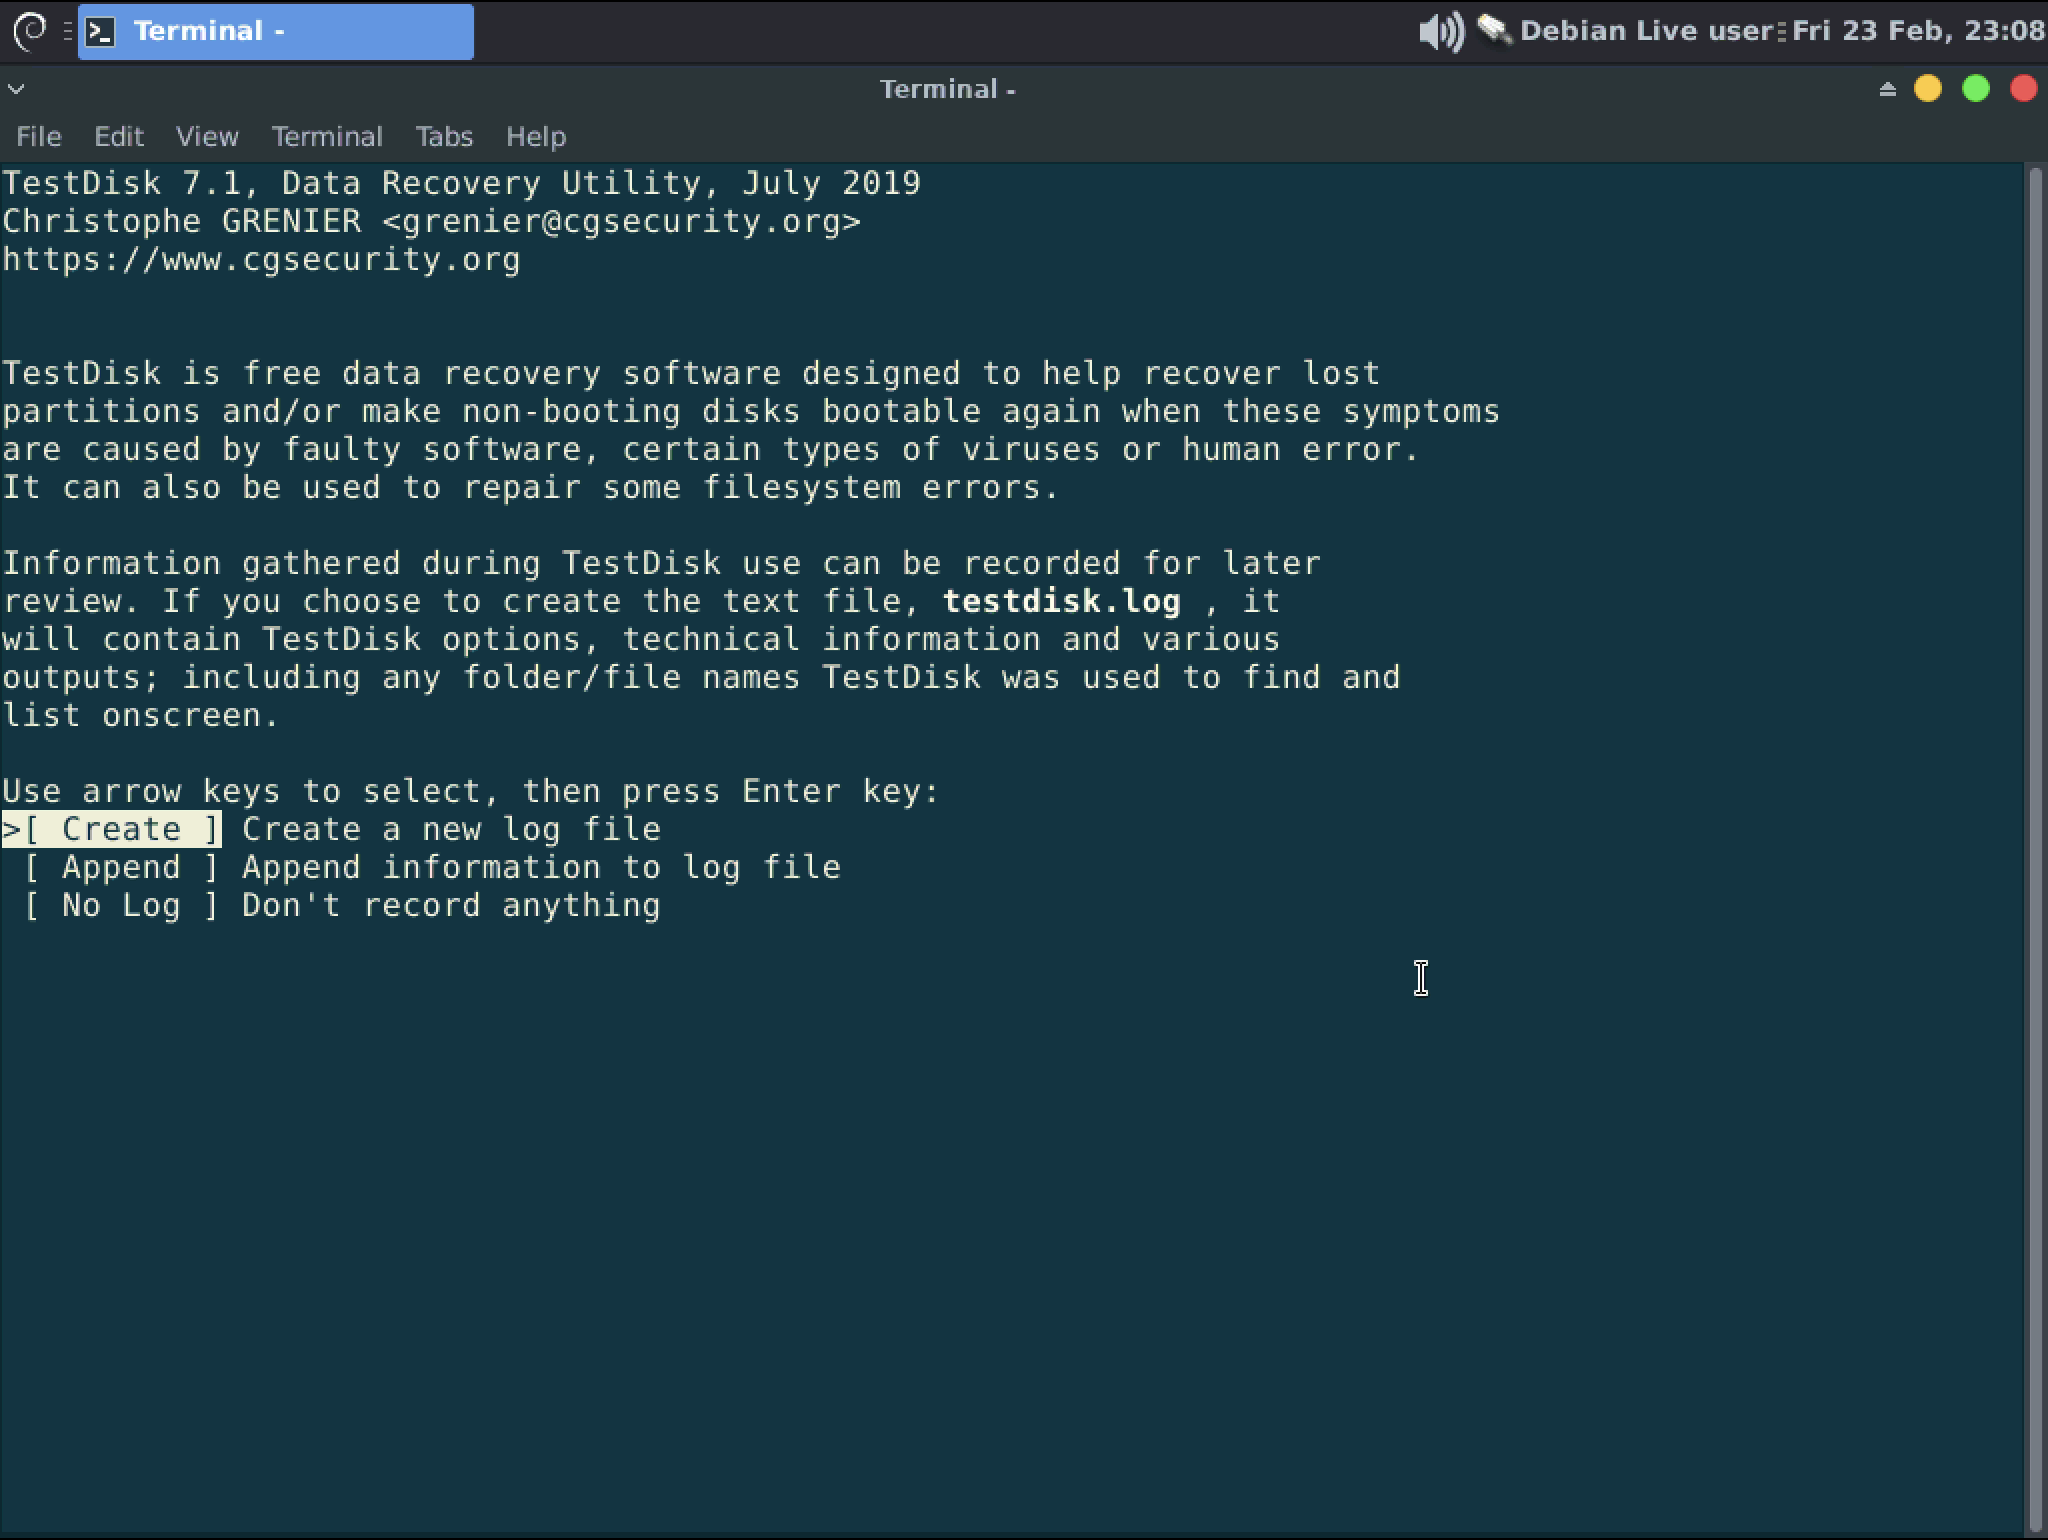 Terminal -
Debian Live user
Fri 23 Feb, 23:08
Terminal -
File Edit View Terminal Tabs Help
TestDisk 7.1, Data Recovery Utility, July 2019
Christophe GRENIER <grenier@cgsecurity.org>
https://www.cgsecurity.org
TestDisk is free data recovery software designed to help recover lost
partitions and/or make non-booting disks bootable again when these symptoms
are caused by faulty software, certain types of viruses or human error.
It can also be used to repair some filesystem errors.
Information gathered during TestDisk use can be recorded for later
review. If you choose to create the text file, testdisk.log , it
will contain TestDisk options, technical information and various
outputs; including any folder/file names TestDisk was used to find and
list onscreen.
Use arrow keys to select, then press Enter key:
>[ Create ] Create a new log file
[ Append ] Append information to log file
[ No Log ] Don't record anything